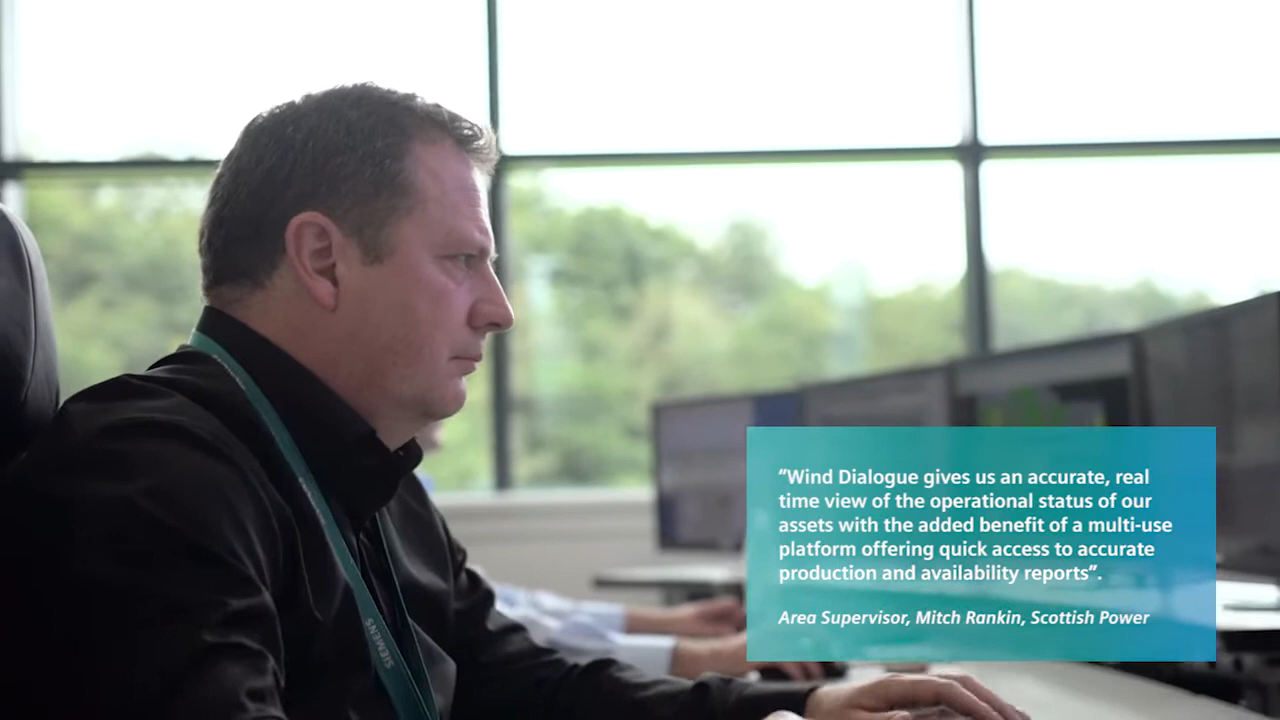 “Wind Dialogue gives us an accurate, real
time view of the operational status of our
assets with the added benefit of a multi-use
platform offering quick access to accurate
production and availability reports”.
Area Supervisor, Mitch Rankin, Scottish Power
SIEMENS